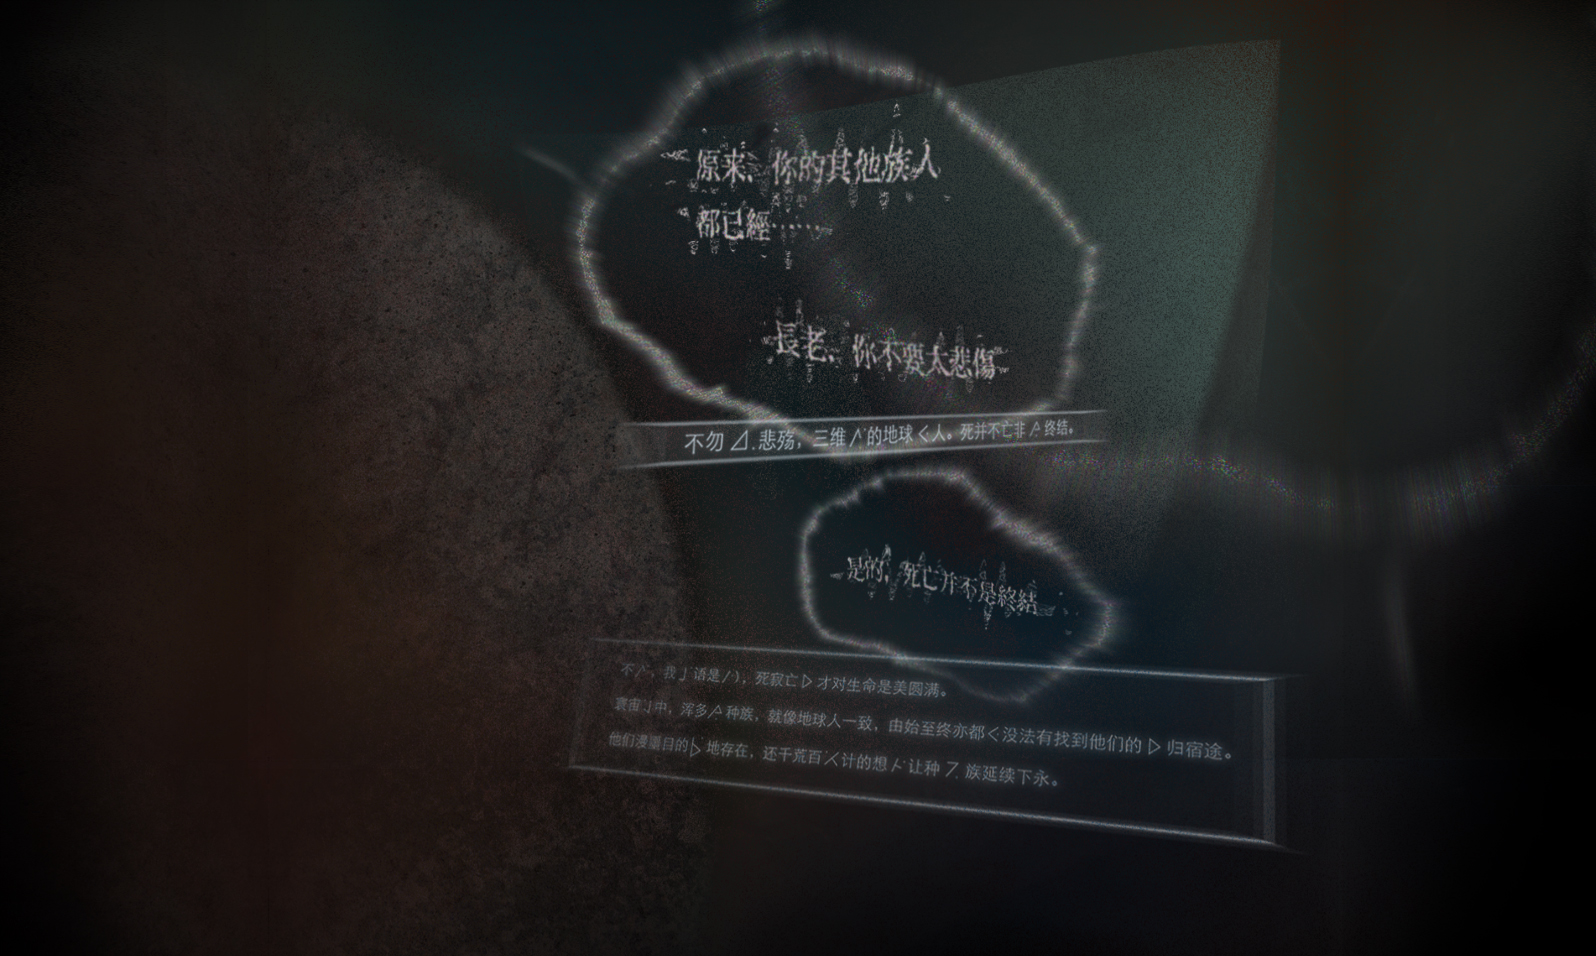 原来、你的其他族人
都已經……
長老、你不要太悲傷
不勿 悲殇，三维 的地球く人。死并不亡非 终结。
是的，死亡并不是終結
不 ，我 语是 ，死寂亡▷才对生命是美圆满。
寰宙 中，浑多 种族，就像地球人一致，由始至终亦都く没法有找到他们的▷归宿途。
他们漫 目的▷地存在，还千荒百 计的想 让种 族延续下永。